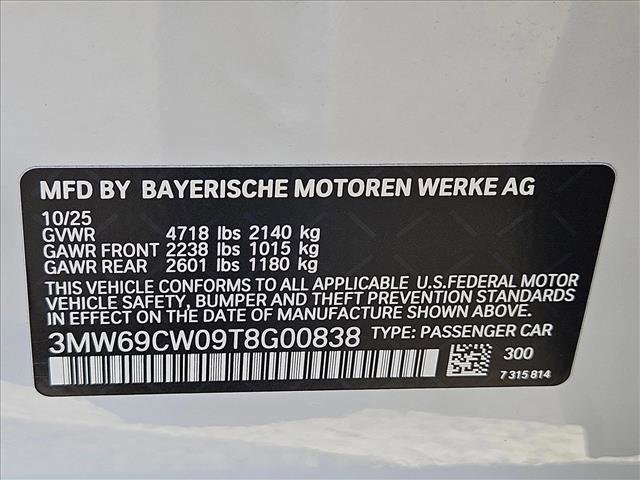 MFD BY BAYERISCHE MOTOREN WERKE AG
10/25
GVWR 4718 lbs 2140 kg
GAWR FRONT 2238 lbs 1015 kg
GAWR REAR 2601 lbs 1180 kg
THIS VEHICLE CONFORMS TO ALL APPLICABLE U.S.FEDERAL MOTOR
VEHICLE SAFETY, BUMPER AND THEFT PREVENTION STANDARDS
IN EFFECT ON THE DATE OF MANUFACTURE SHOWN ABOVE.
3MW69CW09T8G00838 TYPE: PASSENGER CAR
300
7 315 814